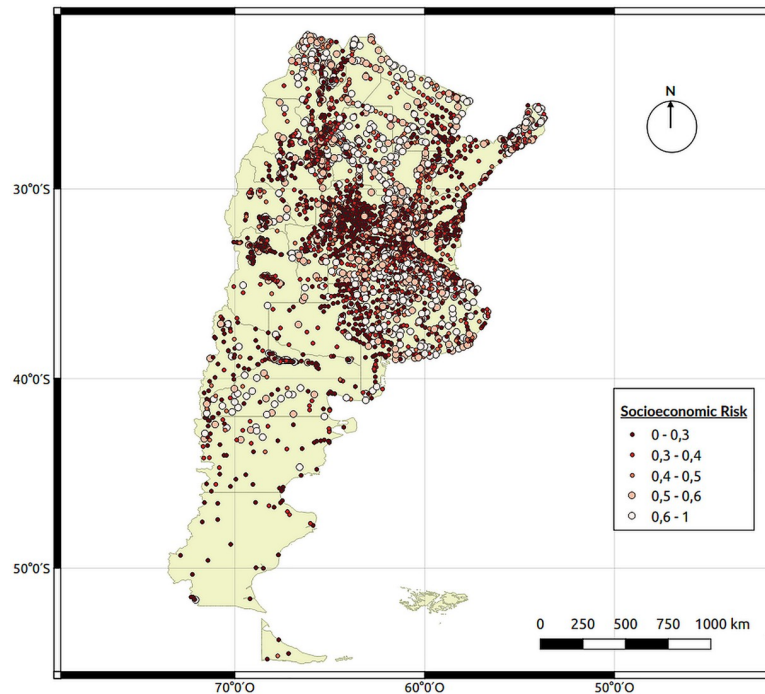 N
30°0′S
40°0′S
50°0′S
Socioeconomic Risk
0 - 0,3
0,3 - 0,4
0,4 - 0,5
0,5 - 0,6
0,6 - 1
0 250 500 750 1000 km
70°0′O 60°0′O 50°0′O